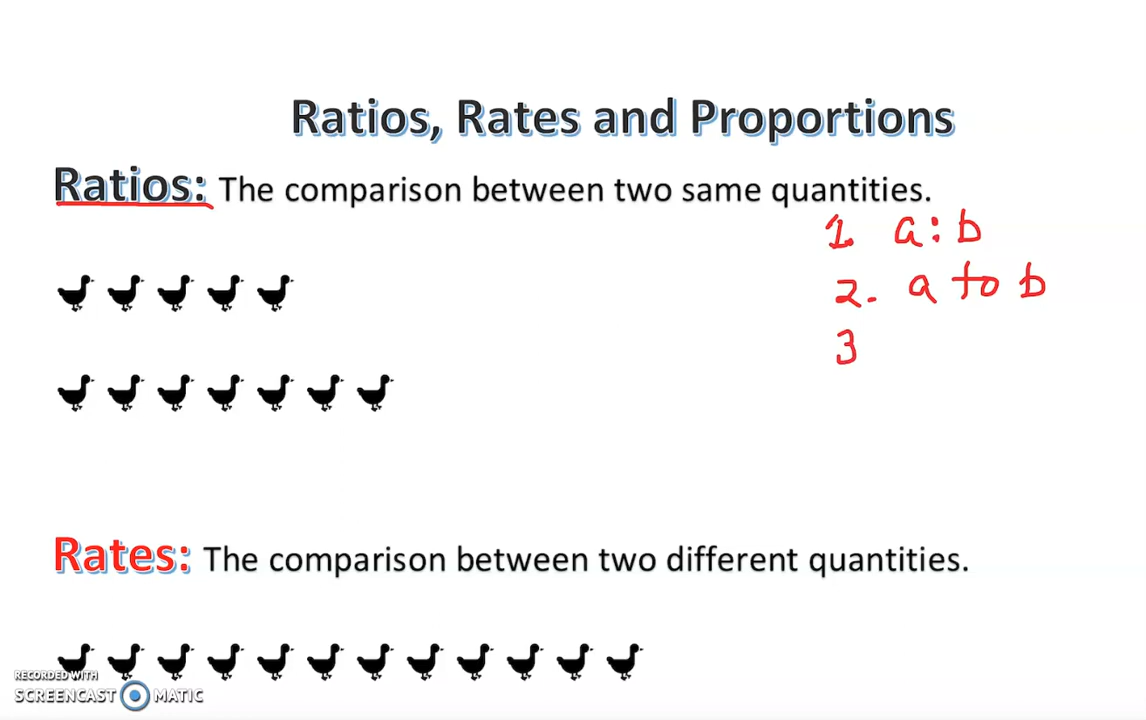 Ratios, Rates and Proportions
Ratios: The comparison between two same quantities.
1. a:b
2. a to b
3
Rates: The comparison between two different quantities.
RECORDED WITH
SCREENCAST MATIC